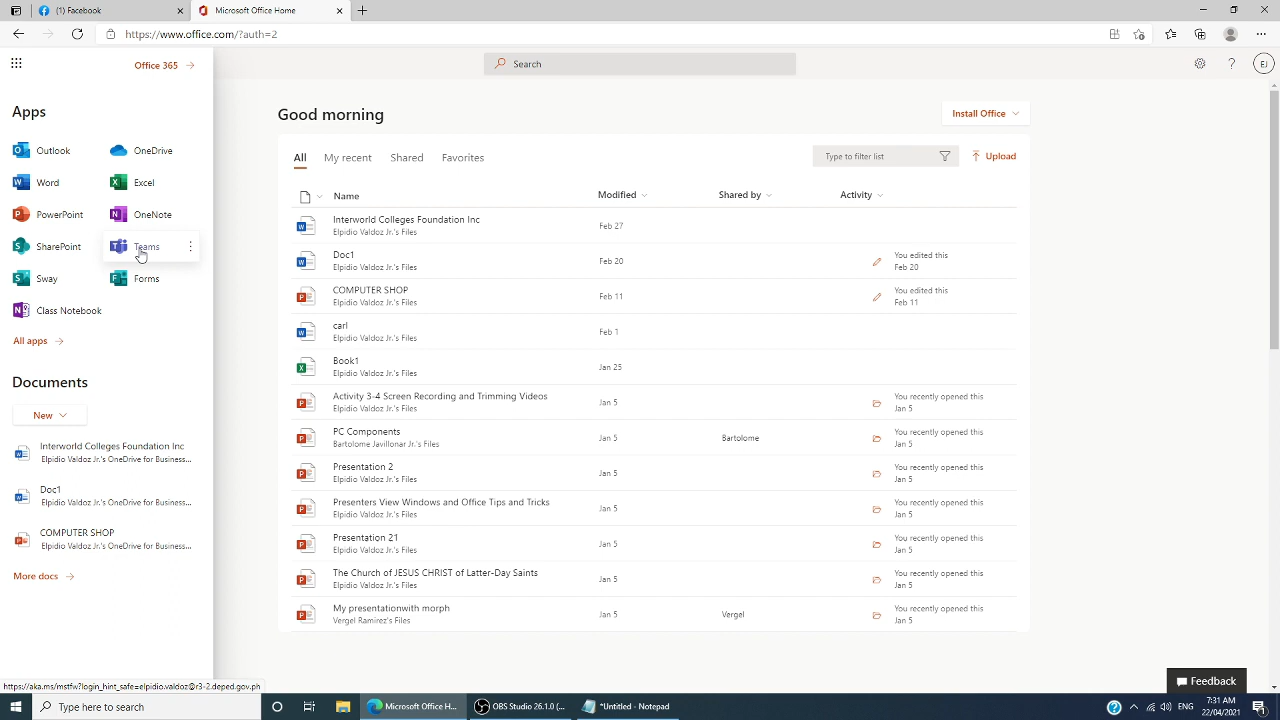 (1) Facebook
Microsoft Office Home
https://www.office.com/?auth=2
Office 365
Search
EJ
Apps
Outlook
OneDrive
Word
Excel
PowerPoint
OneNote
SharePoint
Teams
Sway
Forms
Class Notebook
All apps
Documents
New
Interworld Colleges Foundation Inc
Elpidio Valdoz Jr.'s OneDrive for Business...
Doc1
Elpidio Valdoz Jr.'s OneDrive for Business...
COMPUTER SHOP
Elpidio Valdoz Jr.'s OneDrive for Business...
More docs
Good morning
Install Office
All My recent Shared Favorites
Type to filter list
Upload
Name Modified Shared by Activity
Interworld Colleges Foundation Inc
Elpidio Valdoz Jr.'s Files
Feb 27
Doc1
Elpidio Valdoz Jr.'s Files
Feb 20
You edited this
Feb 20
COMPUTER SHOP
Elpidio Valdoz Jr.'s Files
Feb 11
You edited this
Feb 11
carl
Elpidio Valdoz Jr.'s Files
Feb 1
Book1
Elpidio Valdoz Jr.'s Files
Jan 25
Activity 3-4 Screen Recording and Trimming Videos
Elpidio Valdoz Jr.'s Files
Jan 5
You recently opened this
Jan 5
PC Components
Bartolome Javillonar Jr.'s Files
Jan 5
Bartolome
You recently opened this
Jan 5
Presentation 2
Elpidio Valdoz Jr.'s Files
Jan 5
You recently opened this
Jan 5
Presenters View Windows and Office Tips and Tricks
Elpidio Valdoz Jr.'s Files
Jan 5
You recently opened this
Jan 5
Presentation 21
Elpidio Valdoz Jr.'s Files
Jan 5
You recently opened this
Jan 5
The Church of JESUS CHRIST of Latter-Day Saints
Elpidio Valdoz Jr.'s Files
Jan 5
You recently opened this
Jan 5
My presentationwith morph
Vergel Ramirez's Files
Jan 5
Vergel
You recently opened this
Jan 5
Feedback
https://aka.ms/mstfw?login_hint_safe=elpidio.valdoz@r3-2.deped.gov.ph
Type here to search
Microsoft Office H...
OBS Studio 26.1.0 (...
*Untitled - Notepad
7:31 AM
22/04/2021